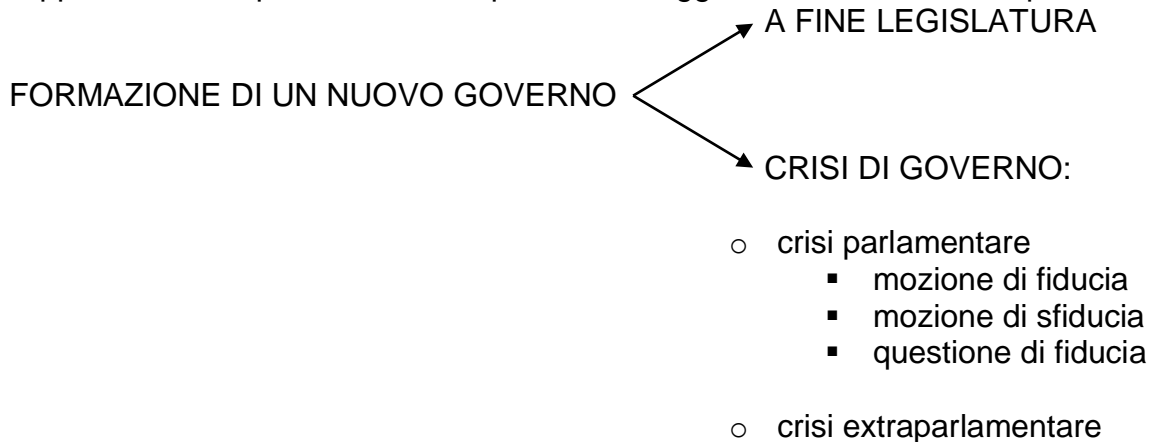 A FINE LEGISLATURA
FORMAZIONE DI UN NUOVO GOVERNO
CRISI DI GOVERNO:
o crisi parlamentare
▪ mozione di fiducia
▪ mozione di sfiducia
▪ questione di fiducia
o crisi extraparlamentare